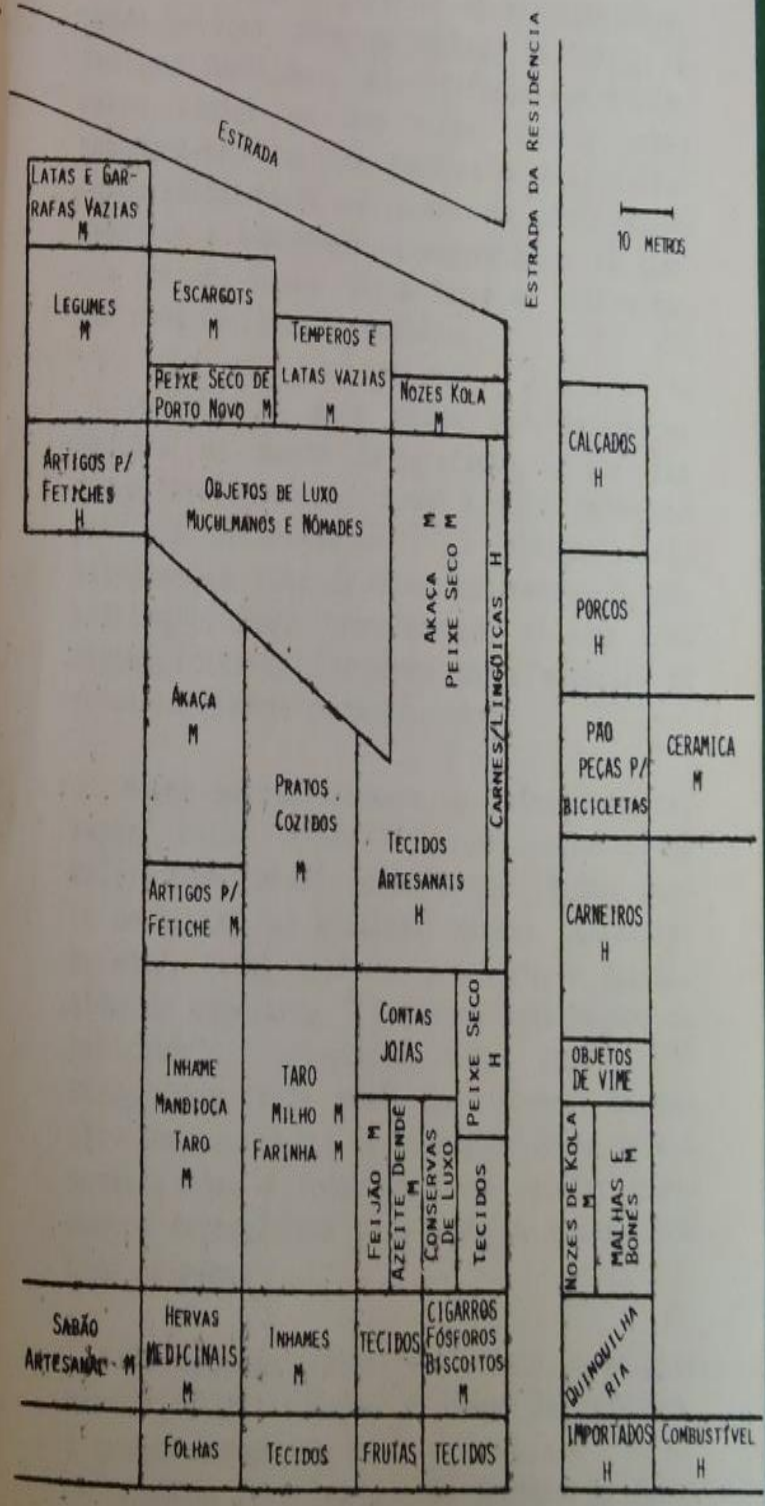 ESTRADA
ESTRADA DA RESIDÊNCIA
10 METROS
LATAS E GAR-
RAFAS VAZIAS
M
LEGUMES
M
ESCARGOTS
M
PEIXE SECO DE
PORTO NOVO M
TEMPEROS E
LATAS VAZIAS
M
NOZES KOLA
M
ARTIGOS P/
FETICHES
H
OBJETOS DE LUXO
MUÇULMANOS E NÔMADES
AKAÇA M
PEIXE SECO M
CARNES/LINGÜIÇAS H
CALÇADOS
H
PORCOS
H
AKAÇA
M
PRATOS
COZIDOS
M
TECIDOS
ARTESANAIS
H
PÃO
PEÇAS P/
BICICLETAS
CERAMICA
M
ARTIGOS P/
FETICHE M
CARNEIROS
H
INHAME
MANDIOCA
TARO
M
TARO
MILHO M
FARINHA M
CONTAS
JOIAS
PEIXE SECO
H
FEIJÃO M
AZEITE DENDÊ
M
CONSERVAS
DE LUXO
TECIDOS
OBJETOS
DE VIME
NOZES DE KOLA
M
MALHAS E
BONÉS M
SABÃO
ARTESANAL - M
HERVAS
MEDICINAIS
M
INHAMES
M
TECIDOS
CIGARROS
FÓSFOROS
BISCOITOS
M
QUINQUILHA
RIA
FOLHAS
TECIDOS
FRUTAS
TECIDOS
IMPORTADOS
H
COMBUSTÍVEL
H